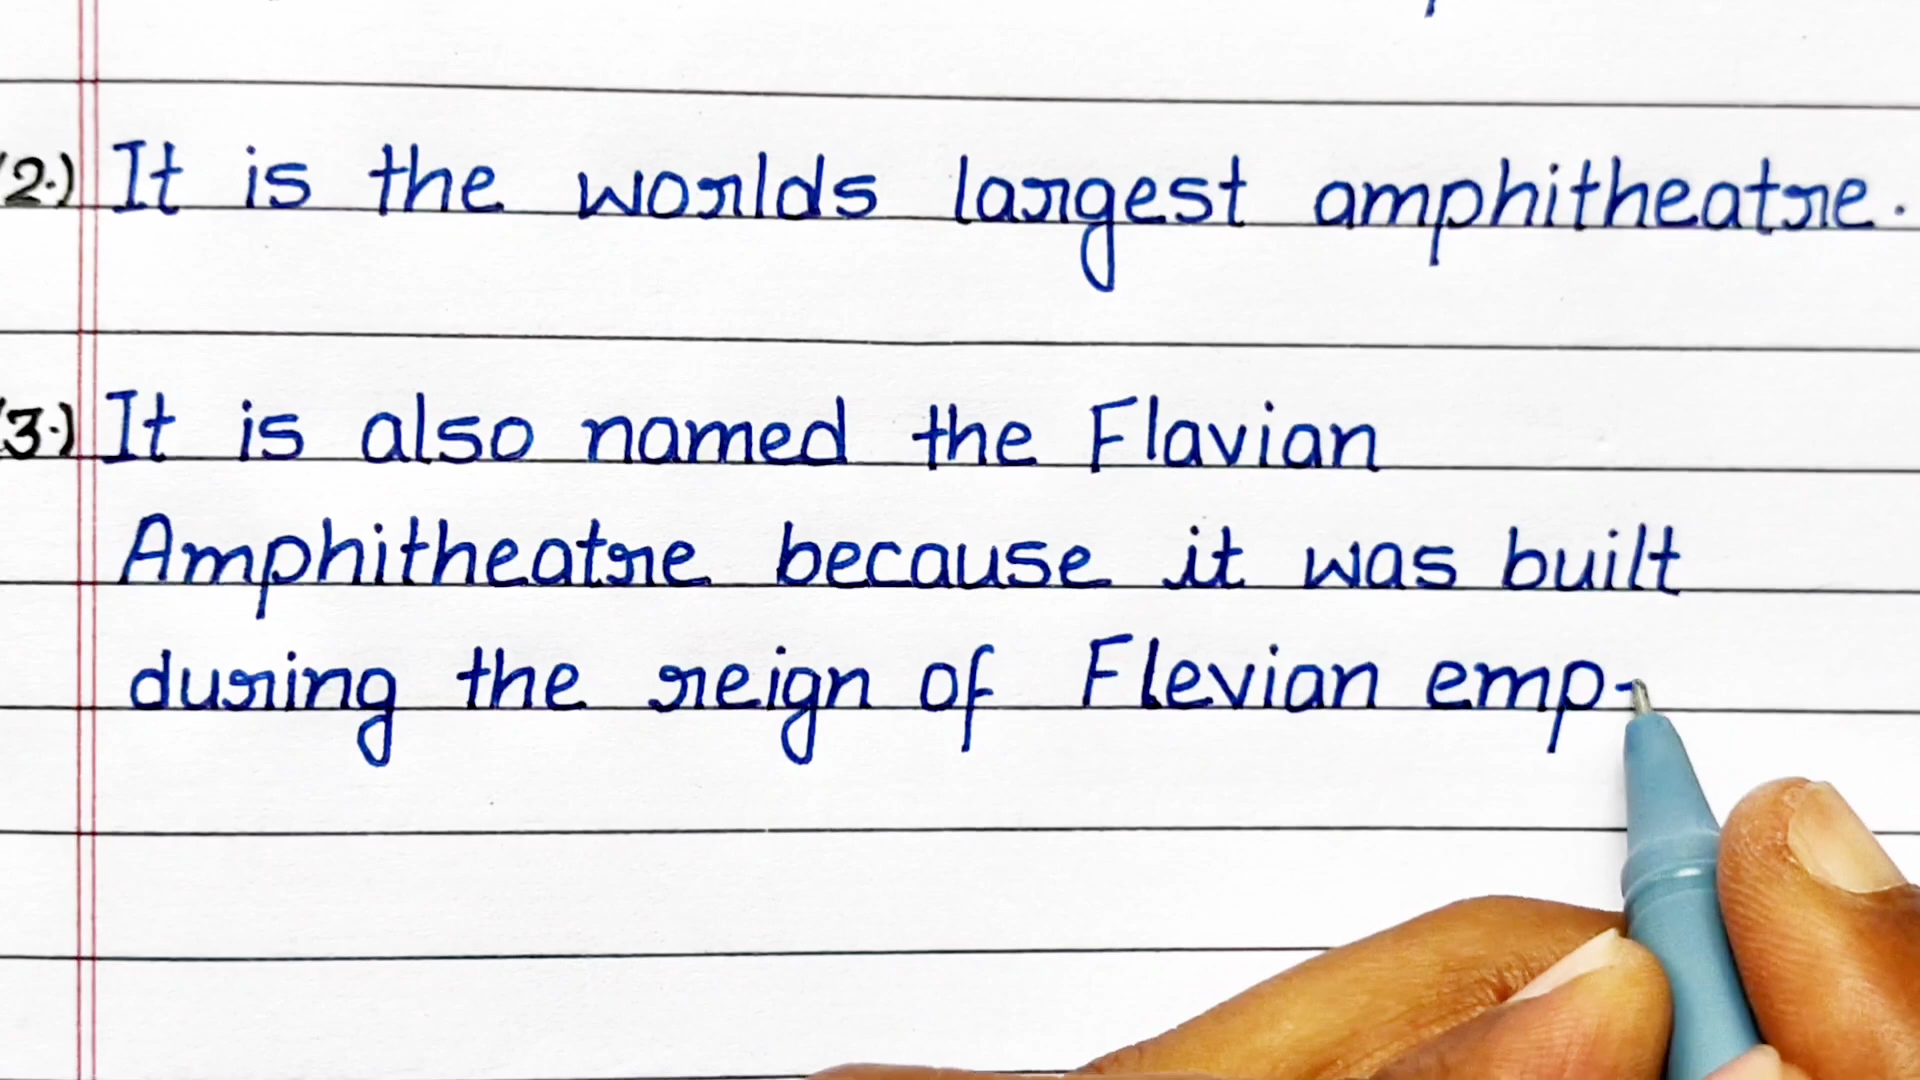 (2.) It is the worlds largest amphitheatre.
(3.) It is also named the Flavian
Amphitheatre because it was built
during the reign of Flevian emp-